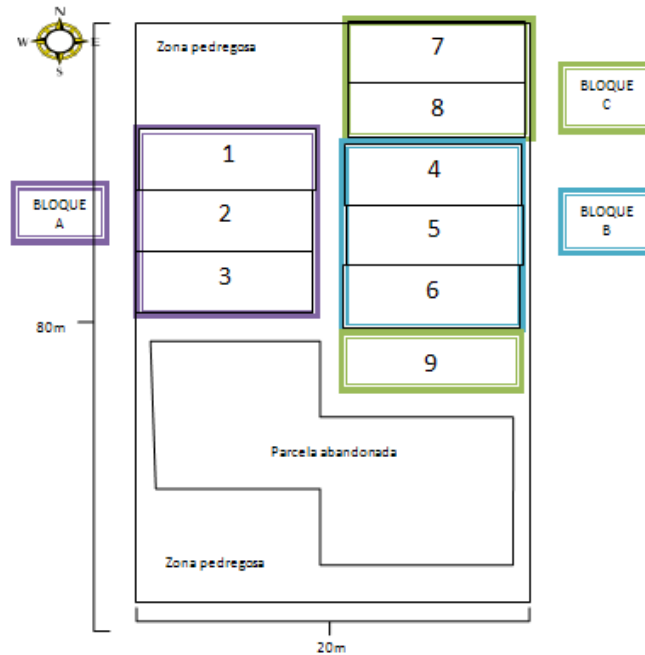 N
W
E
S
Zona pedregosa
7
8
BLOQUE
C
1
2
3
BLOQUE
A
4
5
6
BLOQUE
B
9
80m
Parcela abandonada
Zona pedregosa
20m